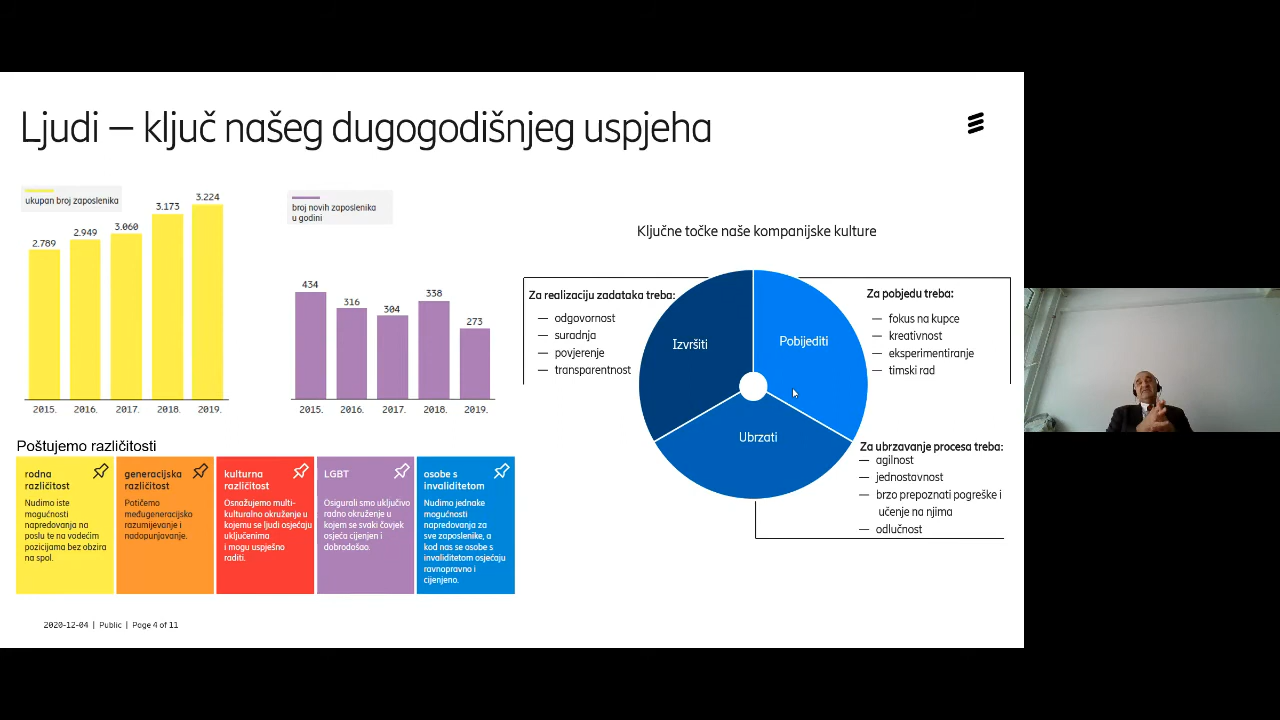 Ljudi – ključ našeg dugogodišnjeg uspjeha
ukupan broj zaposlenika
2.789
2.949
3.060
3.173
3.224
2015.
2016.
2017.
2018.
2019.
broj novih zaposlenika
u godini
434
316
304
338
273
2015.
2016.
2017.
2018.
2019.
Ključne točke naše kompanijske kulture
Za realizaciju zadataka treba:
— odgovornost
— suradnja
— povjerenje
— transparentnost
Izvršiti
Pobijediti
Ubrzati
Za pobjedu treba:
— fokus na kupce
— kreativnost
— eksperimentiranje
— timski rad
Za ubrzavanje procesa treba:
— agilnost
— jednostavnost
— brzo prepoznati pogreške i
učenje na njima
— odlučnost
Poštujemo različitosti
rodna
različitost
Nudimo iste
mogućnosti
napredovanja na
poslu te na vodećim
pozicijama bez obzira
na spol.
generacijska
različitost
Potičemo
međugeneracijsko
razumijevanje i
nadopunjavanje.
kulturna
različitost
Osnažujemo multi-
kulturalno okruženje u
kojemu se ljudi osjećaju
uključenima
i mogu uspješno
raditi.
LGBT
Osigurali smo uključivo
radno okruženje u
kojem se svaki čovjek
osjeća cijenjen i
dobrodošao.
osobe s
invaliditetom
Nudimo jednake
mogućnosti
napredovanja za
sve zaposlenike, a
kod nas se osobe s
invaliditetom osjećaju
ravnopravno i
cijenjeno.
2020-12-04 | Public | Page 4 of 11